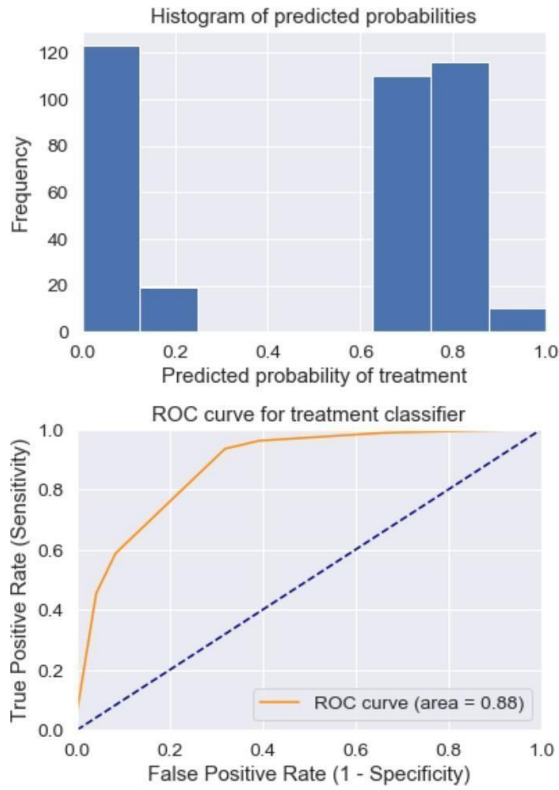 Histogram of predicted probabilities
120
100
80
60
40
20
0
Frequency
0.0 0.2 0.4 0.6 0.8 1.0
Predicted probability of treatment
ROC curve for treatment classifier
1.0
0.8
0.6
0.4
0.2
0.0
True Positive Rate (Sensitivity)
ROC curve (area = 0.88)
0.0 0.2 0.4 0.6 0.8 1.0
False Positive Rate (1 - Specificity)